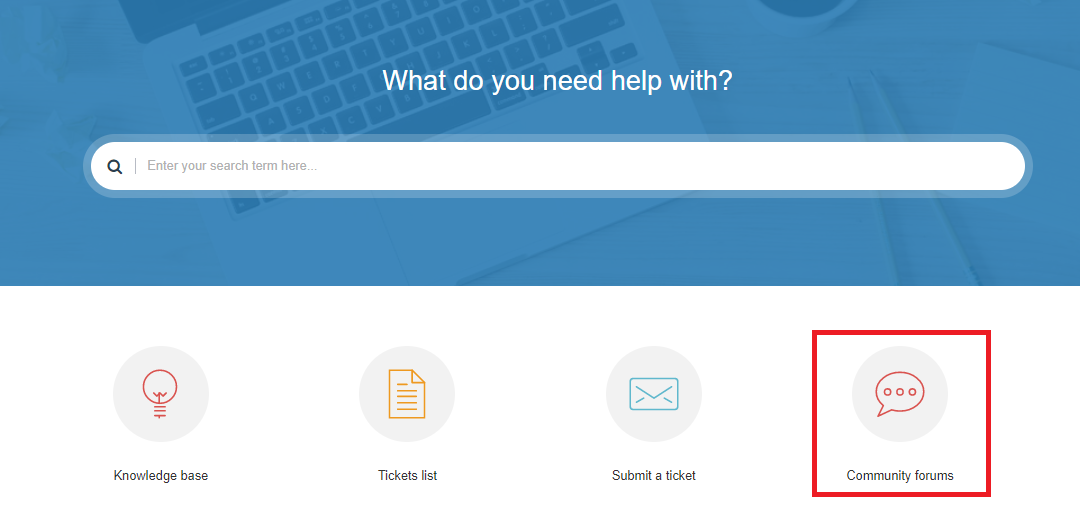 What do you need help with?
Enter your search term here...
Knowledge base
Tickets list
Submit a ticket
Community forums